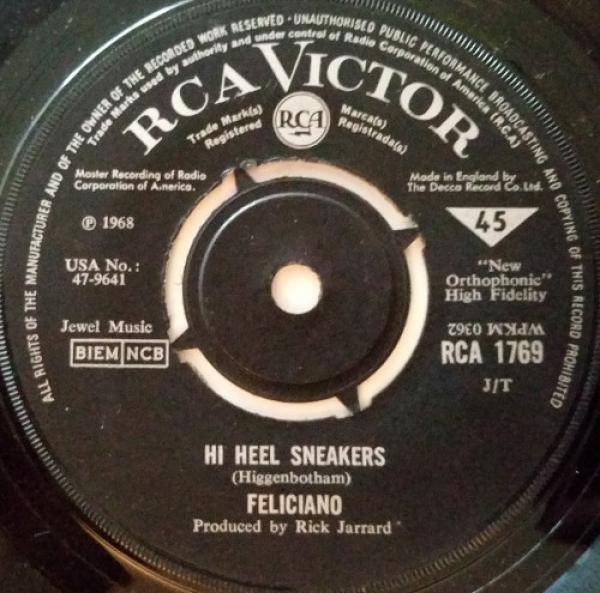 ALL RIGHTS OF THE MANUFACTURER AND OF THE OWNER OF THE RECORDED WORK RESERVED · UNAUTHORISED PUBLIC PERFORMANCE, BROADCASTING AND COPYING OF THIS RECORD PROHIBITED
Trade Marks used by authority and under control of Radio Corporation of America (RCA)
RCA VICTOR
Trade Mark(s)
Registered
RCA
Marca(s)
Registrada(s)
Master Recording of Radio
Corporation of America.
Made in England by
The Decca Record Co. Ltd.
℗ 1968
45
USA No.:
47-9641
"New
Orthophonic"
High Fidelity
Jewel Music
BIEM NCB
WPKM 0362
RCA 1769
J/T
HI HEEL SNEAKERS
(Higgenbotham)
FELICIANO
Produced by Rick Jarrard